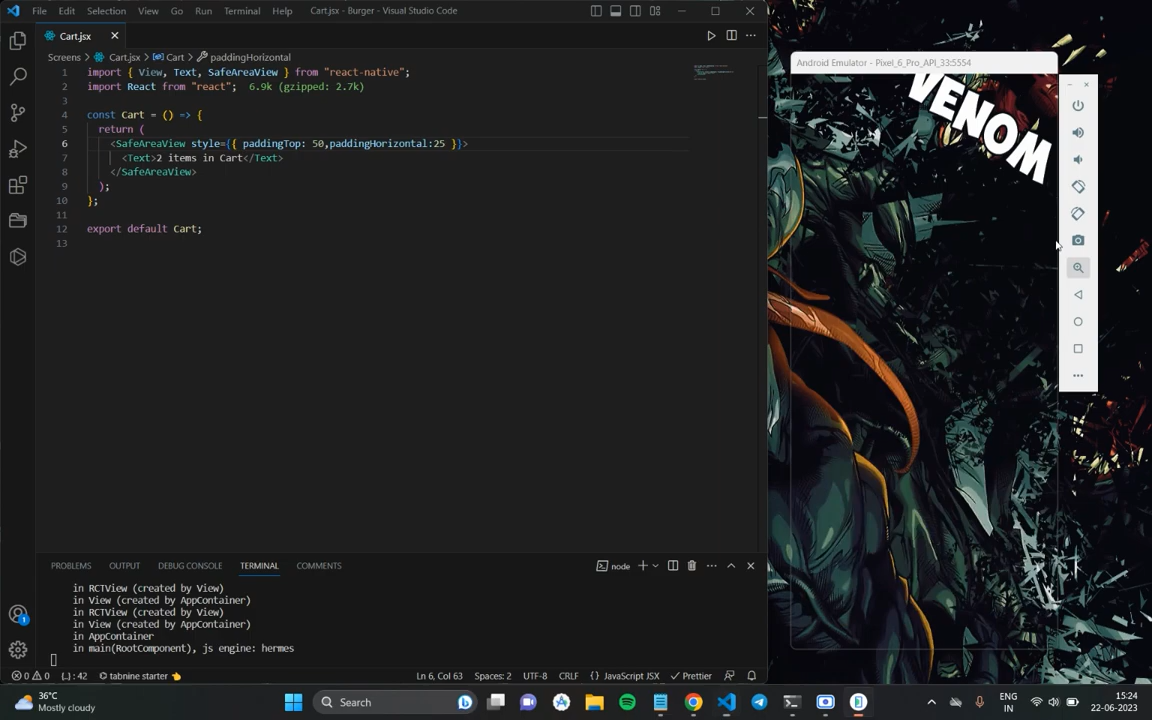 File Edit Selection View Go Run Terminal Help Cart.jsx - Burger - Visual Studio Code
Cart.jsx
Screens > Cart.jsx > Cart > paddingHorizontal
1 import { View, Text, SafeAreaView } from "react-native";
2 import React from "react"; 6.9k (gzipped: 2.7k)
3
4 const Cart = () => {
5 return (
6 <SafeAreaView style={{ paddingTop: 50,paddingHorizontal:25 }}>
7 <Text>2 items in Cart</Text>
8 </SafeAreaView>
9 );
10 };
11
12 export default Cart;
13
Android Emulator - Pixel_6_Pro_API_33:5554
VENOM
PROBLEMS OUTPUT DEBUG CONSOLE TERMINAL COMMENTS
node
in RCTView (created by View)
in View (created by AppContainer)
in RCTView (created by View)
in View (created by AppContainer)
in AppContainer
in main(RootComponent), js engine: hermes
1
0 0 {..}: 42 tabnine starter Ln 6, Col 63 Spaces: 2 UTF-8 CRLF {} JavaScript JSX Prettier
36°C
Mostly cloudy
Search
ENG
IN
15:24
22-06-2023